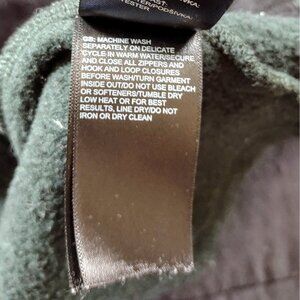 GB: MACHINE WASH
SEPARATELY ON DELICATE
CYCLE IN WARM WATER/SECURE
AND CLOSE ALL ZIPPERS AND
HOOK AND LOOP CLOSURES
BEFORE WASH/TURN GARMENT
INSIDE OUT/DO NOT USE BLEACH
OR SOFTENERS/TUMBLE DRY
LOW HEAT OR FOR BEST
RESULTS, LINE DRY/DO NOT
IRON OR DRY CLEAN